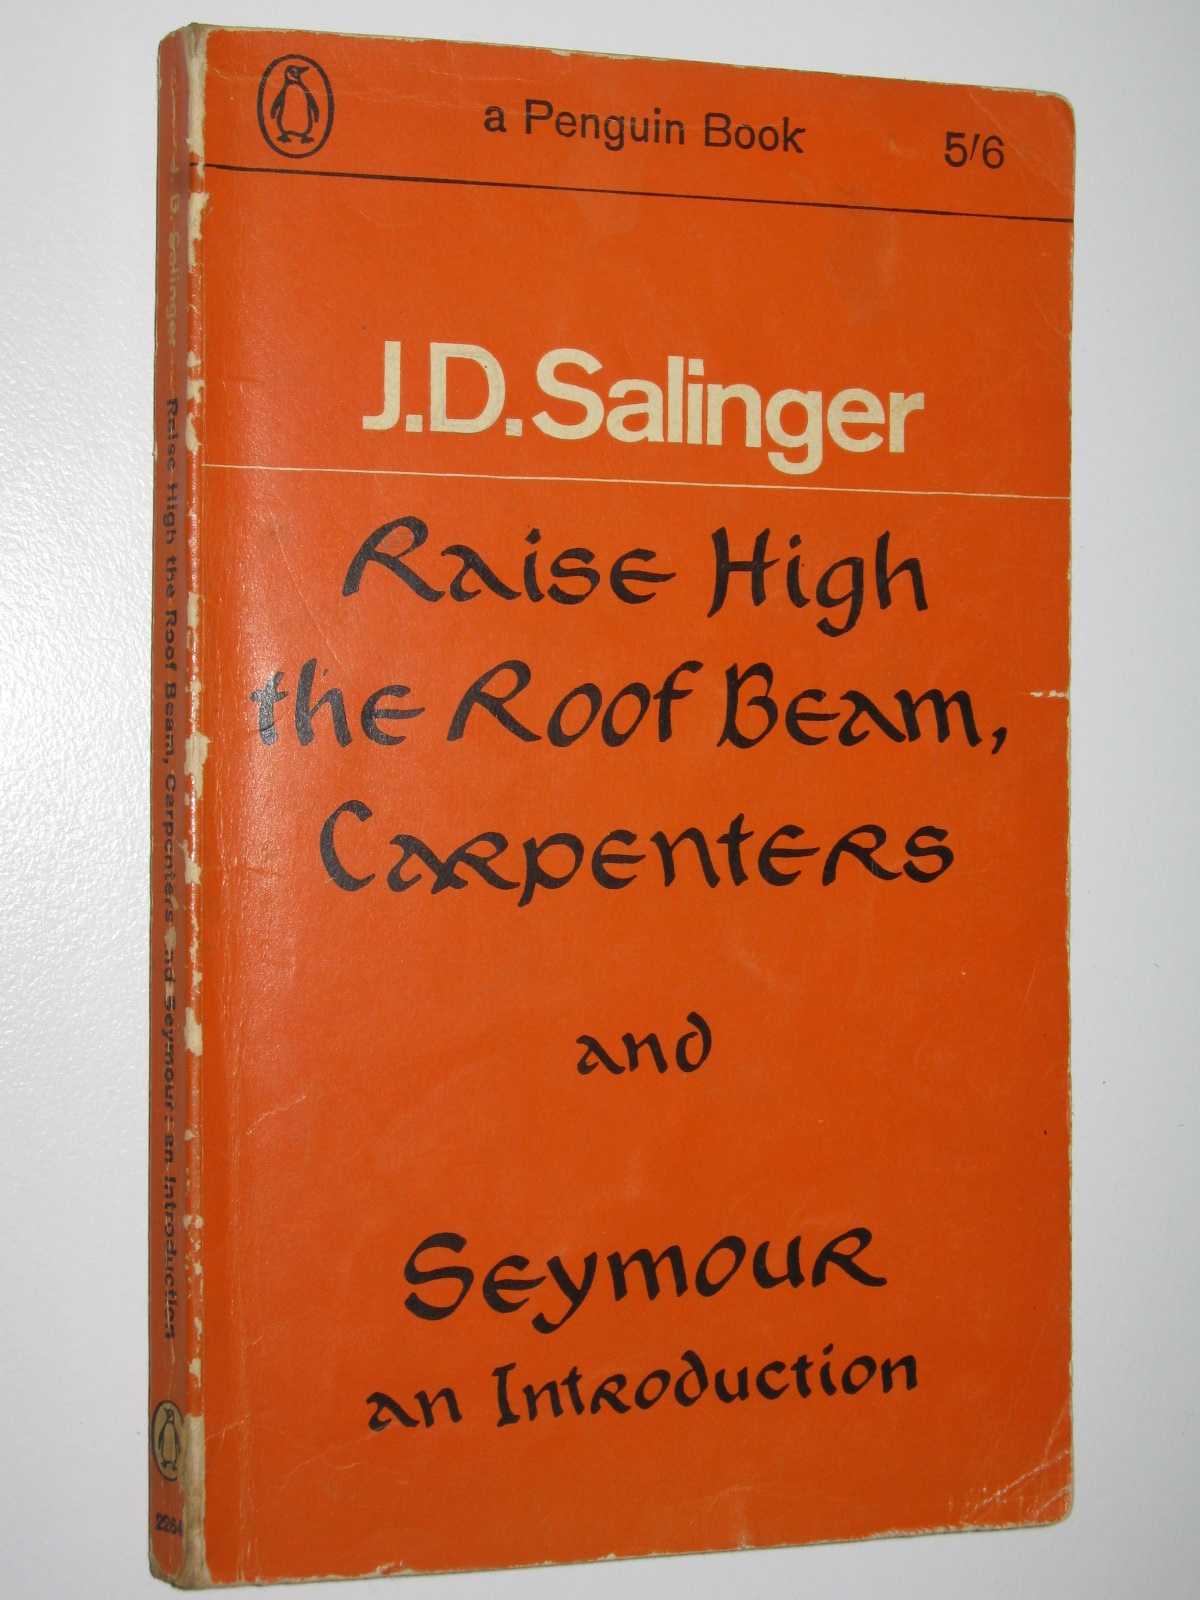 a Penguin Book
5/6
J.D. Salinger
Raise High
the Roof Beam,
Carpenters
and
Seymour
an Introduction
J. D. Salinger – Raise High the Roof Beam, Carpenters and Seymour: an Introduction
2264